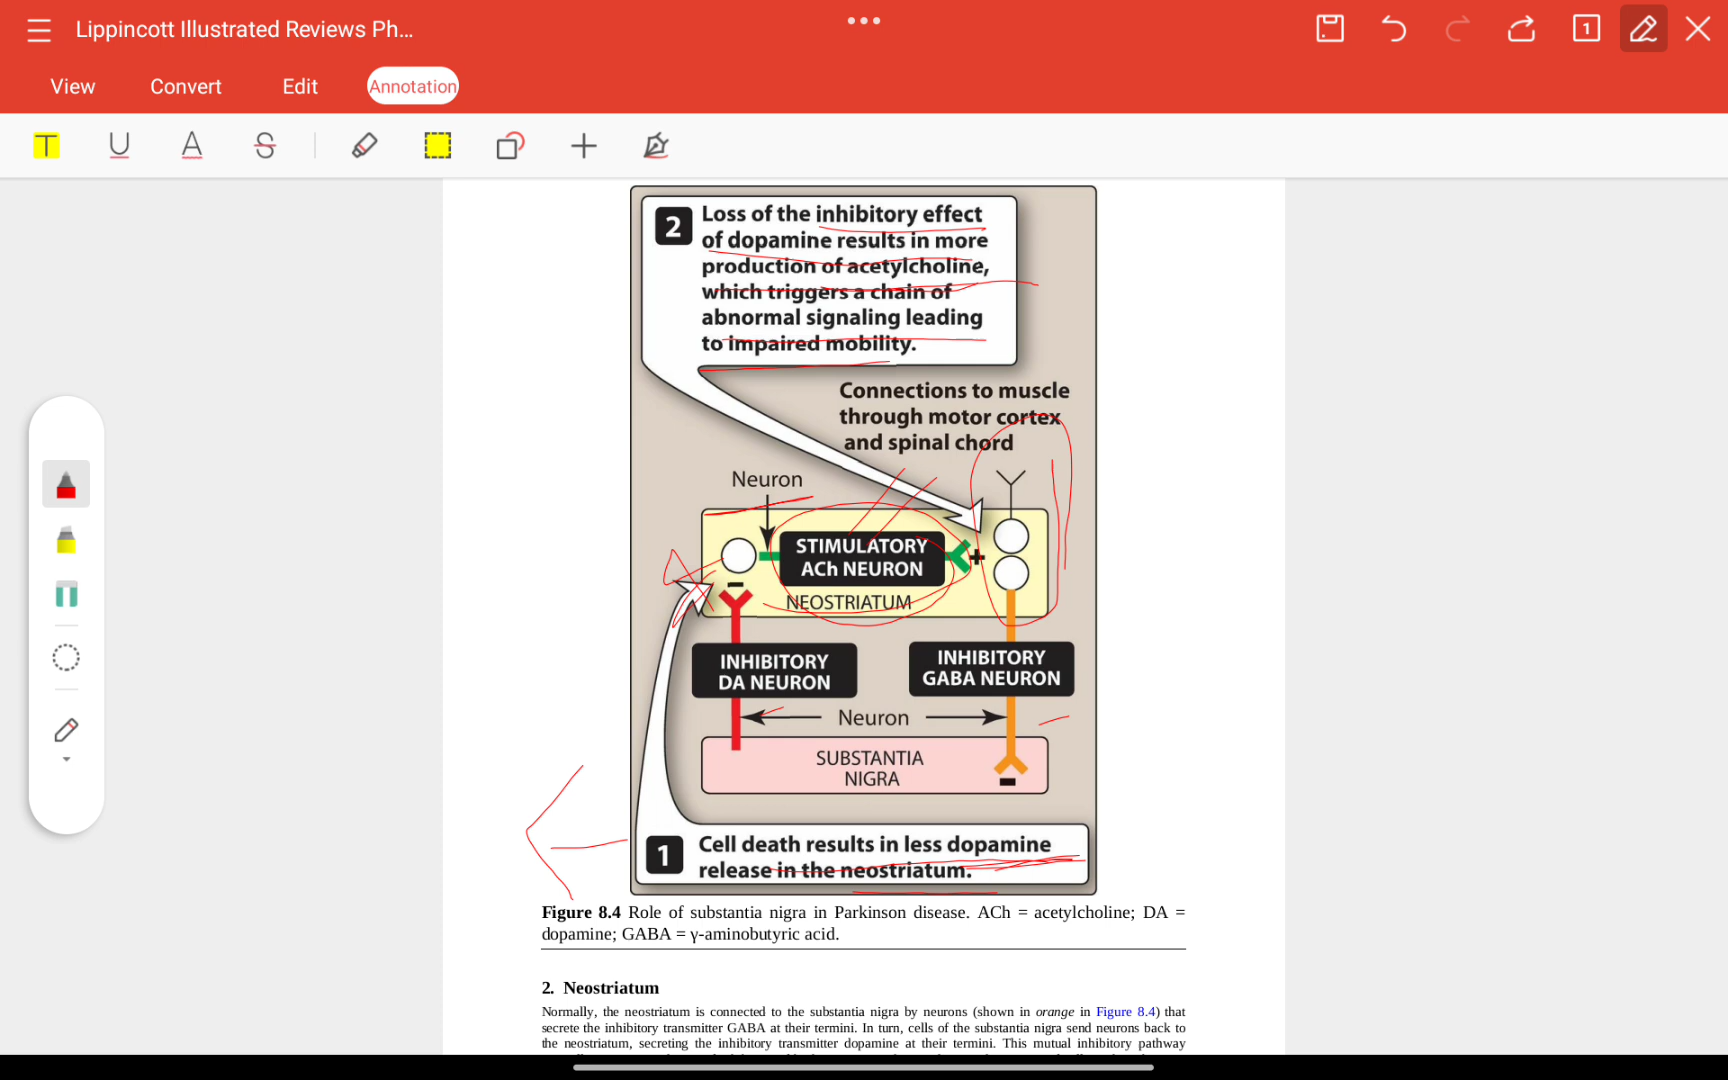 Lippincott Illustrated Reviews Ph...
1
View Convert Edit Annotation
T U A S
2 Loss of the inhibitory effect
of dopamine results in more
production of acetylcholine,
which triggers a chain of
abnormal signaling leading
to impaired mobility.
Connections to muscle
through motor cortex
and spinal chord
Neuron
STIMULATORY
ACh NEURON
+
-
NEOSTRIATUM
INHIBITORY
DA NEURON
INHIBITORY
GABA NEURON
Neuron
SUBSTANTIA
NIGRA
-
1 Cell death results in less dopamine
release in the neostriatum.
Figure 8.4 Role of substantia nigra in Parkinson disease. ACh = acetylcholine; DA =
dopamine; GABA = γ-aminobutyric acid.
2. Neostriatum
Normally, the neostriatum is connected to the substantia nigra by neurons (shown in orange in Figure 8.4) that
secrete the inhibitory transmitter GABA at their termini. In turn, cells of the substantia nigra send neurons back to
the neostriatum, secreting the inhibitory transmitter dopamine at their termini. This mutual inhibitory pathway